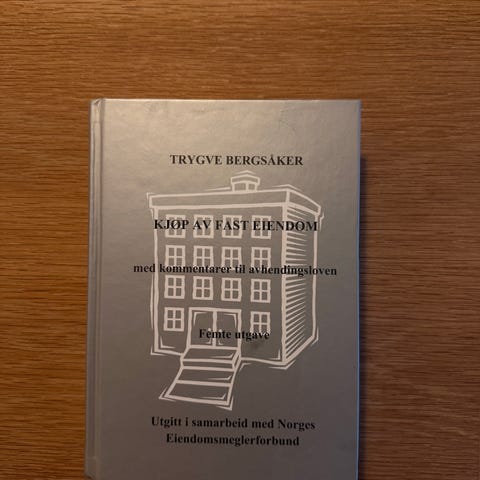 TRYGVE BERGSÅKER
KJØP AV FAST EIENDOM
med kommentarer til avhendingsloven
Femte utgave
Utgitt i samarbeid med Norges
Eiendomsmeglerforbund